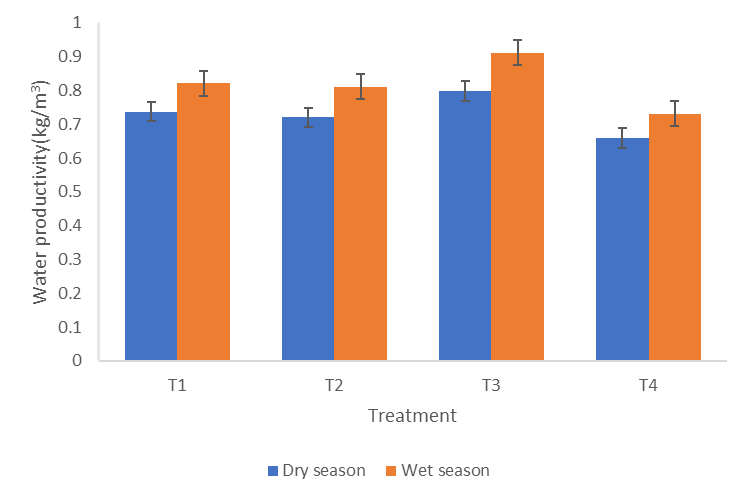 1
0.9
0.8
0.7
0.6
0.5
0.4
0.3
0.2
0.1
0
Water productivity(kg/m³)
T1 T2 T3 T4
Treatment
Dry season Wet season